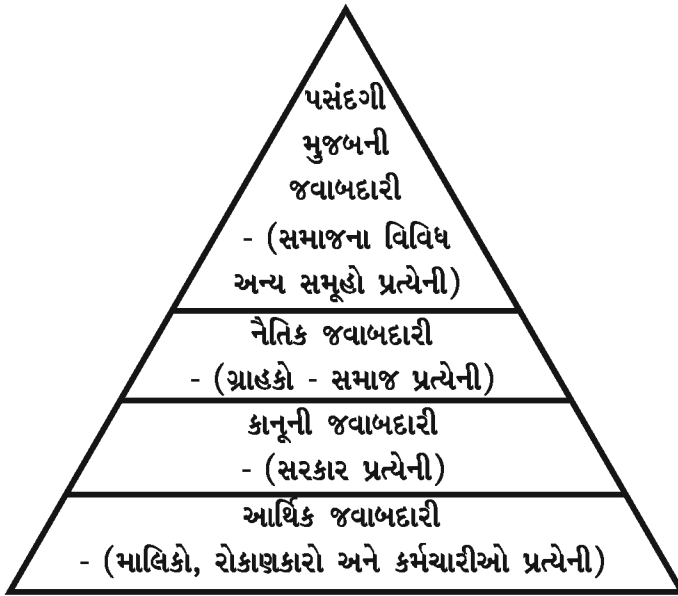 પસંદગી
મુજબની
જવાબદારી
- (સમાજના વિવિધ
અન્ય સમૂહો પ્રત્યેની)
નૈતિક જવાબદારી
- (ગ્રાહકો - સમાજ પ્રત્યેની)
કાનૂની જવાબદારી
- (સરકાર પ્રત્યેની)
આર્થિક જવાબદારી
- (માલિકો, રોકાણકારો અને કર્મચારીઓ પ્રત્યેની)